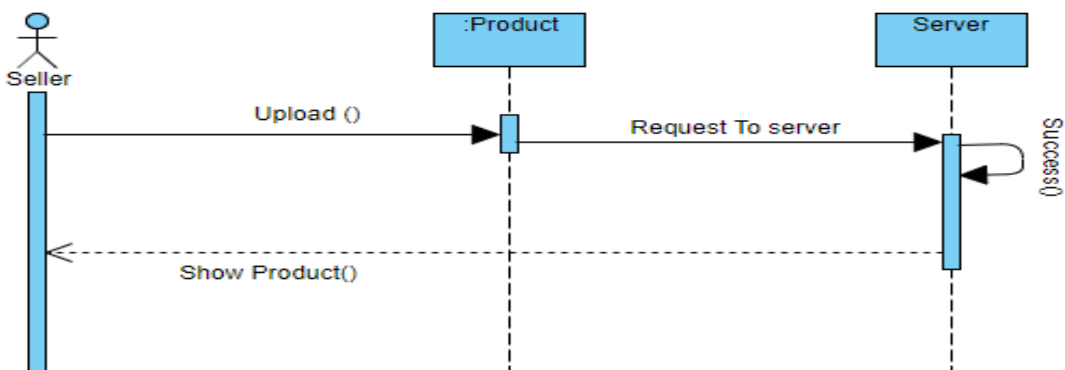 :Product
Server
Seller
Upload ()
Request To server
Success()
Show Product()